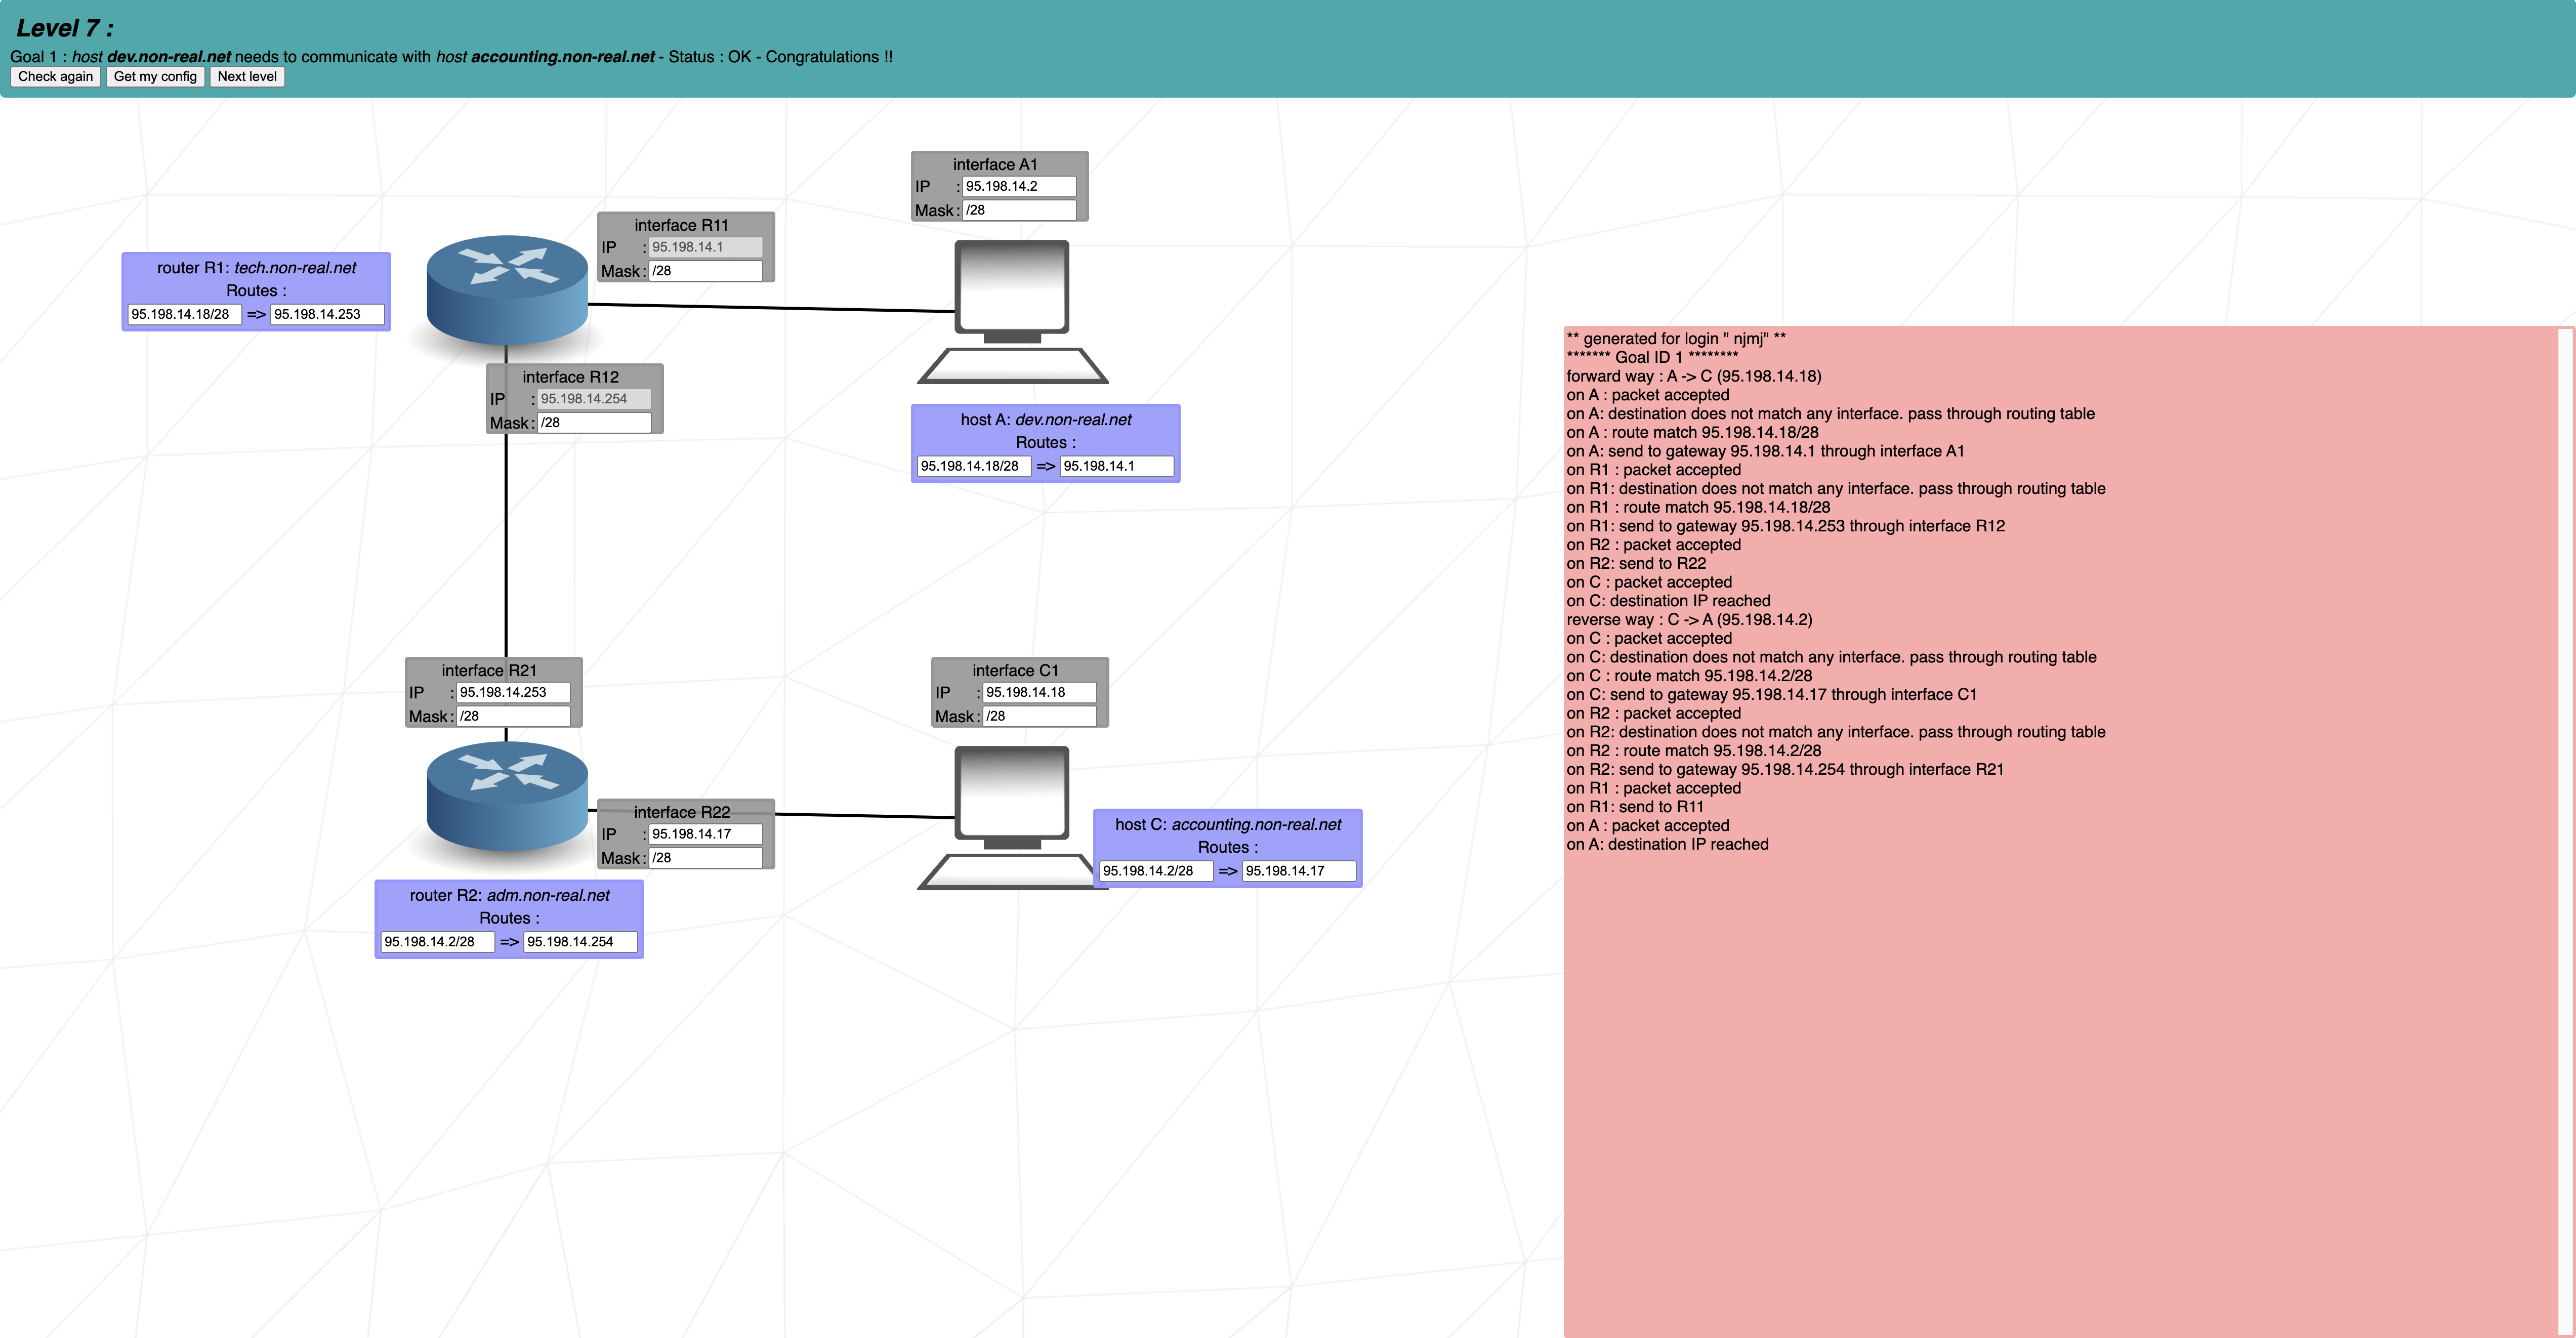 Level 7 :
Goal 1 : host dev.non-real.net needs to communicate with host accounting.non-real.net - Status : OK - Congratulations !!
Check again Get my config Next level
interface A1
IP : 95.198.14.2
Mask : /28
interface R11
IP : 95.198.14.1
Mask : /28
router R1: tech.non-real.net
Routes :
95.198.14.18/28 => 95.198.14.253
interface R12
IP : 95.198.14.254
Mask : /28
host A: dev.non-real.net
Routes :
95.198.14.18/28 => 95.198.14.1
interface R21
IP : 95.198.14.253
Mask : /28
interface C1
IP : 95.198.14.18
Mask : /28
interface R22
IP : 95.198.14.17
Mask : /28
host C: accounting.non-real.net
Routes :
95.198.14.2/28 => 95.198.14.17
router R2: adm.non-real.net
Routes :
95.198.14.2/28 => 95.198.14.254
** generated for login " njmj" **
******* Goal ID 1 ********
forward way : A -> C (95.198.14.18)
on A : packet accepted
on A: destination does not match any interface. pass through routing table
on A : route match 95.198.14.18/28
on A: send to gateway 95.198.14.1 through interface A1
on R1 : packet accepted
on R1: destination does not match any interface. pass through routing table
on R1 : route match 95.198.14.18/28
on R1: send to gateway 95.198.14.253 through interface R12
on R2 : packet accepted
on R2: send to R22
on C : packet accepted
on C: destination IP reached
reverse way : C -> A (95.198.14.2)
on C : packet accepted
on C: destination does not match any interface. pass through routing table
on C : route match 95.198.14.2/28
on C: send to gateway 95.198.14.17 through interface C1
on R2 : packet accepted
on R2: destination does not match any interface. pass through routing table
on R2 : route match 95.198.14.2/28
on R2: send to gateway 95.198.14.254 through interface R21
on R1 : packet accepted
on R1: send to R11
on A : packet accepted
on A: destination IP reached